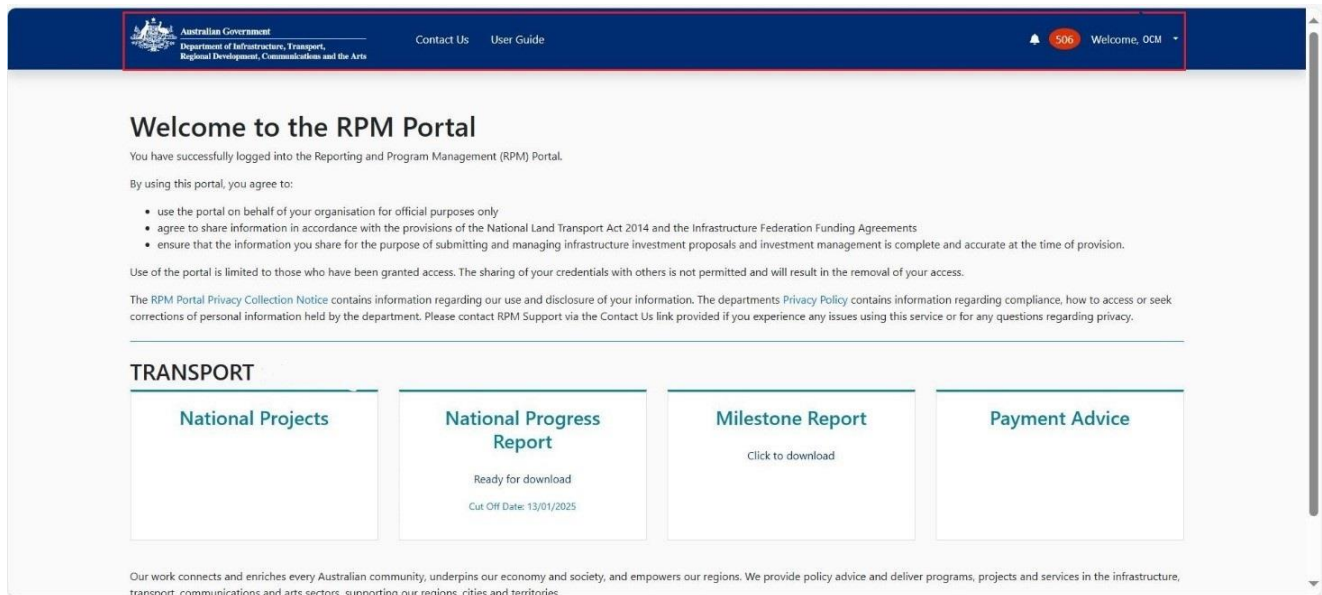 Australian Government
Department of Infrastructure, Transport,
Regional Development, Communications and the Arts
Contact Us
User Guide
506
Welcome, OCM
Welcome to the RPM Portal
You have successfully logged into the Reporting and Program Management (RPM) Portal.
By using this portal, you agree to:
• use the portal on behalf of your organisation for official purposes only
• agree to share information in accordance with the provisions of the National Land Transport Act 2014 and the Infrastructure Federation Funding Agreements
• ensure that the information you share for the purpose of submitting and managing infrastructure investment proposals and investment management is complete and accurate at the time of provision.
Use of the portal is limited to those who have been granted access. The sharing of your credentials with others is not permitted and will result in the removal of your access.
The RPM Portal Privacy Collection Notice contains information regarding our use and disclosure of your information. The departments Privacy Policy contains information regarding compliance, how to access or seek
corrections of personal information held by the department. Please contact RPM Support via the Contact Us link provided if you experience any issues using this service or for any questions regarding privacy.
TRANSPORT
National Projects
National Progress
Report
Ready for download
Cut Off Date: 13/01/2025
Milestone Report
Click to download
Payment Advice
Our work connects and enriches every Australian community, underpins our economy and society, and empowers our regions. We provide policy advice and deliver programs, projects and services in the infrastructure,
transport, communications and arts sectors, supporting our regions, cities and territories.